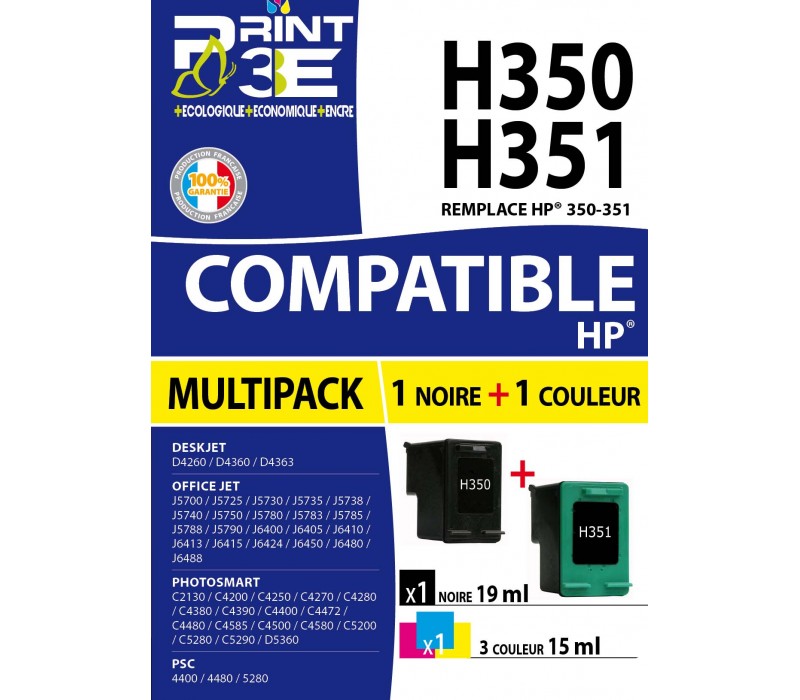 PRINT
3E
+ECOLOGIQUE+ECONOMIQUE+ENCRE
PRODUCTION FRANÇAISE
100%
GARANTIE
PRODUCTION FRANÇAISE
H350
H351
REMPLACE HP® 350-351
COMPATIBLE
HP®
MULTIPACK
1 NOIRE + 1 COULEUR
DESKJET
D4260 / D4360 / D4363
OFFICE JET
J5700 / J5725 / J5730 / J5735 / J5738 /
J5740 / J5750 / J5780 / J5783 / J5785 /
J5788 / J5790 / J6400 / J6405 / J6410 /
J6413 / J6415 / J6424 / J6450 / J6480 /
J6488
PHOTOSMART
C2130 / C4200 / C4250 / C4270 / C4280
/ C4380 / C4390 / C4400 / C4472 /
C4480 / C4585 / C4500 / C4580 / C5200
/ C5280 / C5290 / D5360
PSC
4400 / 4480 / 5280
H350
+
H351
x1 NOIRE 19 ml
x1 3 COULEUR 15 ml